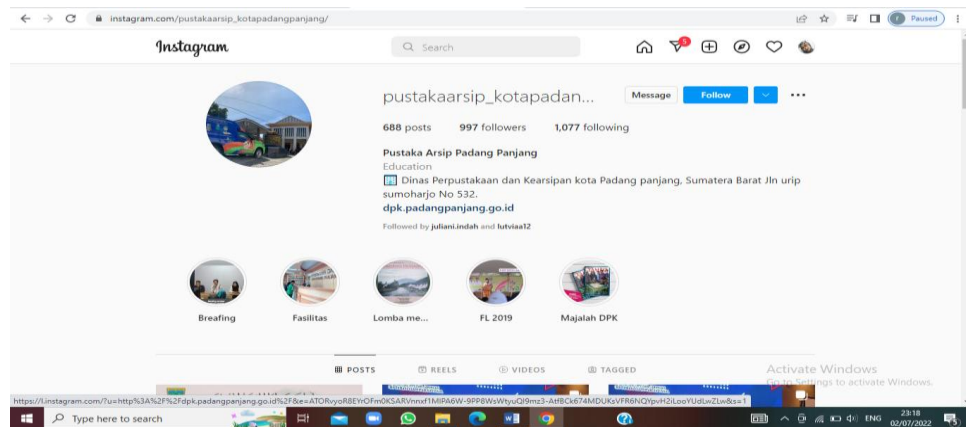 instagram.com/pustakaarsip_kotapadangpanjang/
Paused
Instagram
Search
5
pustakaarsip_kotapadan...
Message
Follow
688 posts 997 followers 1,077 following
Pustaka Arsip Padang Panjang
Education
Dinas Perpustakaan dan Kearsipan kota Padang panjang, Sumatera Barat Jln urip
sumoharjo No 532.
dpk.padangpanjang.go.id
Followed by juliani.indah and lutviaa12
Breafing Fasilitas Lomba me... FL 2019 Majalah DPK
POSTS REELS VIDEOS TAGGED
Activate Windows
Go to Settings to activate Windows.
Type here to search
ENG
23:18
02/07/2022